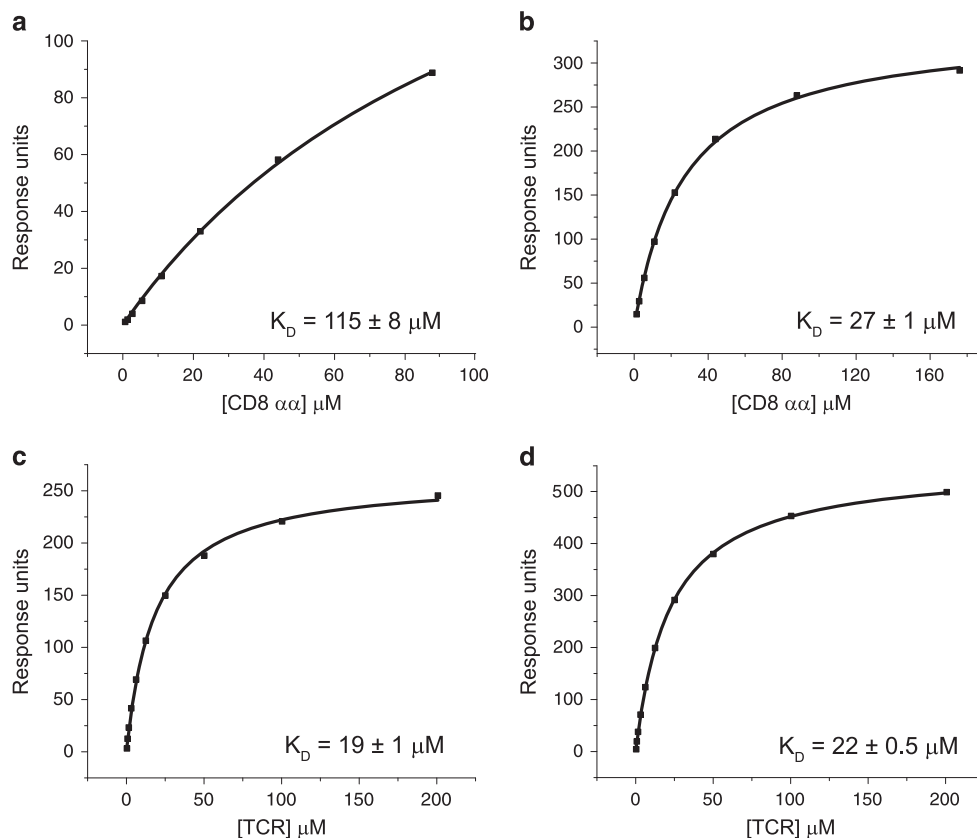 a
100
80
60
40
20
0
Response units
0 20 40 60 80 100
[CD8 αα] μM
K_D = 115 ± 8 μM
b
300
250
200
150
100
50
0
Response units
0 40 80 120 160
[CD8 αα] μM
K_D = 27 ± 1 μM
c
250
200
150
100
50
0
Response units
0 50 100 150 200
[TCR] μM
K_D = 19 ± 1 μM
d
500
400
300
200
100
0
Response units
0 50 100 150 200
[TCR] μM
K_D = 22 ± 0.5 μM